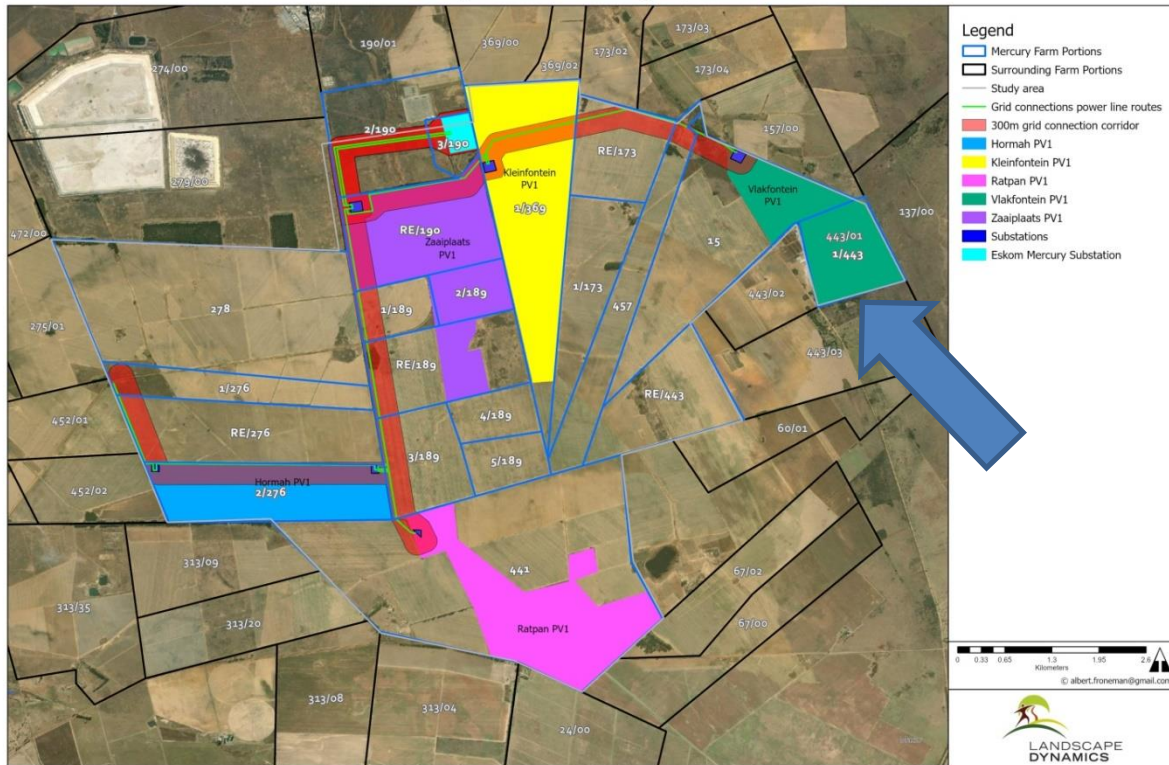 190/01
369/00
369/02
173/02
173/03
173/04
274/00
2/190
3/190
157/00
RE/173
Kleinfontein
PV1
1/369
Vlakfontein
PV1
137/00
279/00
472/00
RE/190
Zaaiplaats
PV1
15
443/01
1/443
278
1/189
2/189
1/173
457
443/02
275/01
RE/189
443/03
1/276
RE/443
452/01
RE/276
4/189
60/01
3/189
5/189
452/02
Hormah PV1
2/276
313/09
441
67/02
313/35
313/20
Ratpan PV1
67/00
313/08
313/04
24/00
Legend
Mercury Farm Portions
Surrounding Farm Portions
Study area
Grid connections power line routes
300m grid connection corridor
Hormah PV1
Kleinfontein PV1
Ratpan PV1
Vlakfontein PV1
Zaaiplaats PV1
Substations
Eskom Mercury Substation
0 0.33 0.65 1.3 1.95 2.6
Kilometers
© albert.froneman@gmail.com
LANDSCAPE
DYNAMICS